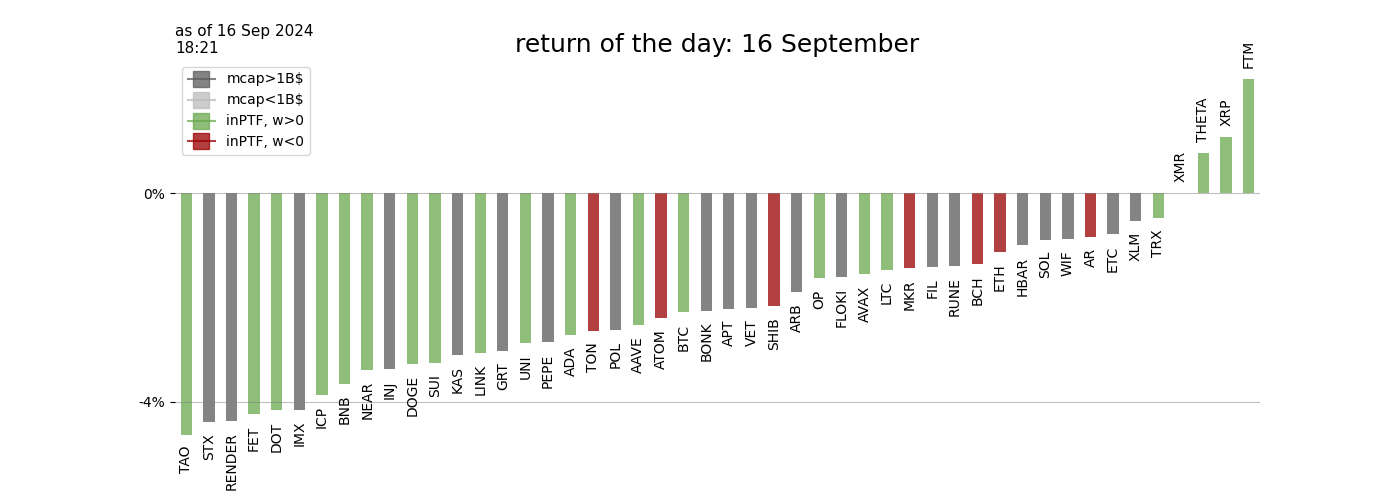 as of 16 Sep 2024
18:21
return of the day: 16 September
mcap>1B$
mcap<1B$
inPTF, w>0
inPTF, w<0
0%
-4%
TAO
STX
RENDER
FET
DOT
IMX
ICP
BNB
NEAR
INJ
DOGE
SUI
KAS
LINK
GRT
UNI
PEPE
ADA
TON
POL
AAVE
ATOM
BTC
BONK
APT
VET
SHIB
ARB
OP
FLOKI
AVAX
LTC
MKR
FIL
RUNE
BCH
ETH
HBAR
SOL
WIF
AR
ETC
XLM
TRX
XMR
THETA
XRP
FTM